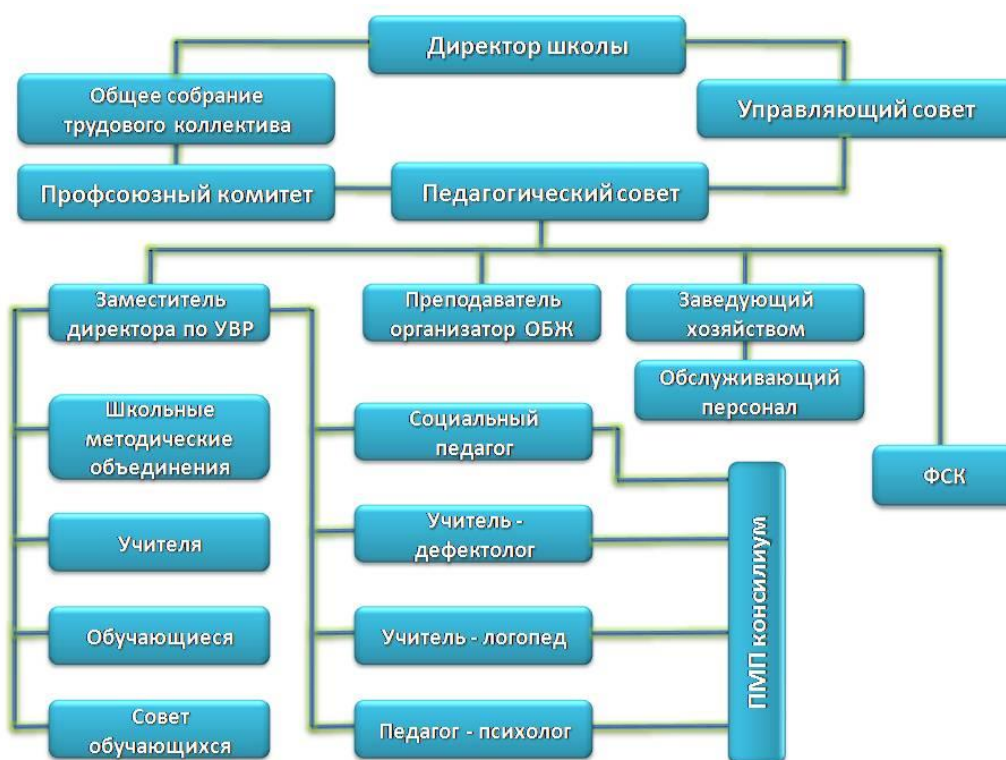 Директор школы
Общее собрание
трудового коллектива
Управляющий совет
Профсоюзный комитет
Педагогический совет
Заместитель
директора по УВР
Преподаватель
организатор ОБЖ
Заведующий
хозяйством
Обслуживающий
персонал
Школьные
методические
объединения
Социальный
педагог
ФСК
Учителя
Учитель -
дефектолог
ПМП консилиум
Обучающиеся
Учитель - логопед
Совет
обучающихся
Педагог - психолог